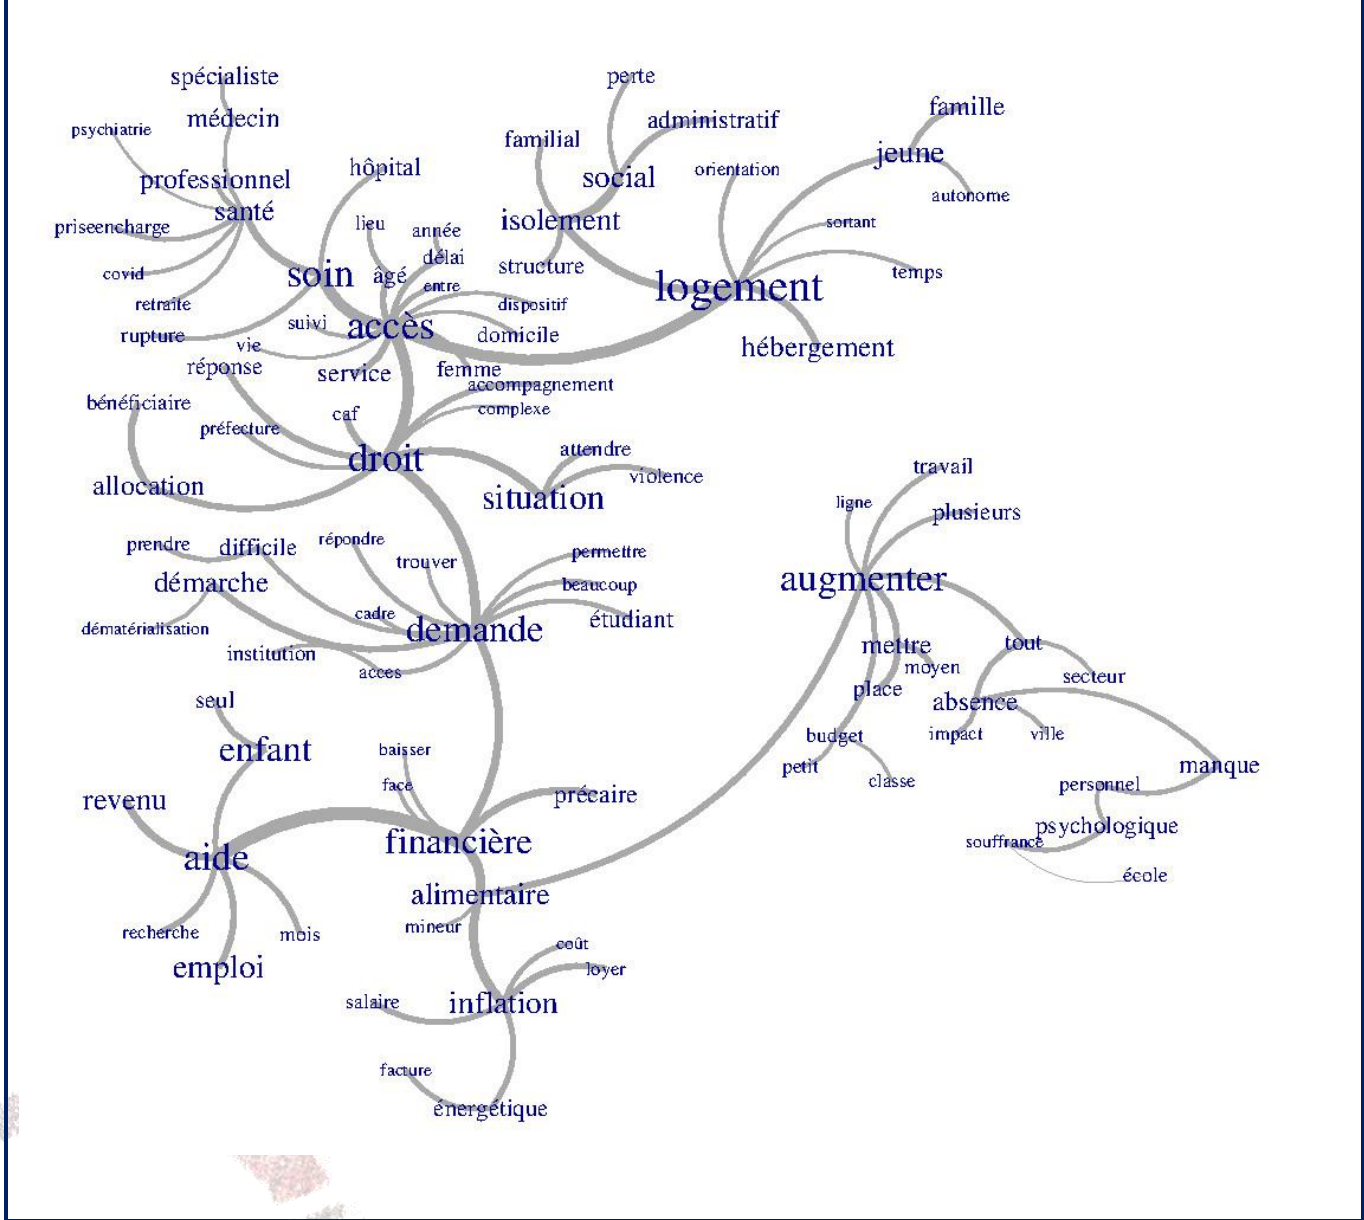 spécialiste
perte
famille
médecin
administratif
psychiatrie
familial
jeune
hôpital
orientation
professionnel
social
autonome
santé
lieu
isolement
sortant
priseencharge
année
délai
structure
temps
covid
soin
âgé
entre
logement
retraite
dispositif
suivi
accès
rupture
domicile
vie
hébergement
réponse
service
femme
accompagnement
bénéficiaire
caf
complexe
préfecture
droit
attendre
travail
violence
allocation
situation
ligne
plusieurs
prendre
difficile
répondre
permettre
trouver
démarche
beaucoup
augmenter
cadre
étudiant
dématérialisation
demande
mettre
tout
institution
moyen
acces
secteur
place
absence
seul
budget
impact
ville
enfant
baisser
petit
classe
manque
face
personnel
revenu
précaire
psychologique
financière
souffrance
aide
école
alimentaire
mineur
recherche
mois
coût
emploi
loyer
salaire
inflation
facture
énergétique